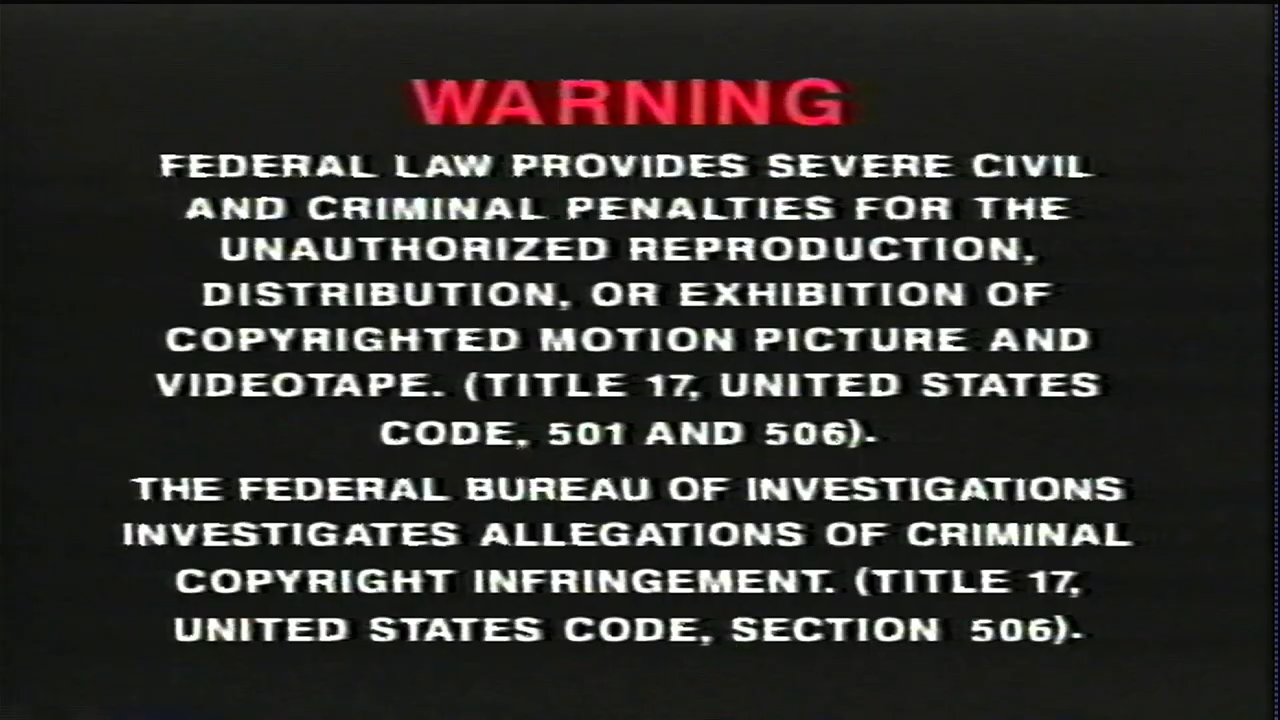 WARNING
FEDERAL LAW PROVIDES SEVERE CIVIL
AND CRIMINAL PENALTIES FOR THE
UNAUTHORIZED REPRODUCTION,
DISTRIBUTION, OR EXHIBITION OF
COPYRIGHTED MOTION PICTURE AND
VIDEOTAPE. (TITLE 17, UNITED STATES
CODE, 501 AND 506).
THE FEDERAL BUREAU OF INVESTIGATIONS
INVESTIGATES ALLEGATIONS OF CRIMINAL
COPYRIGHT INFRINGEMENT. (TITLE 17,
UNITED STATES CODE, SECTION 506).